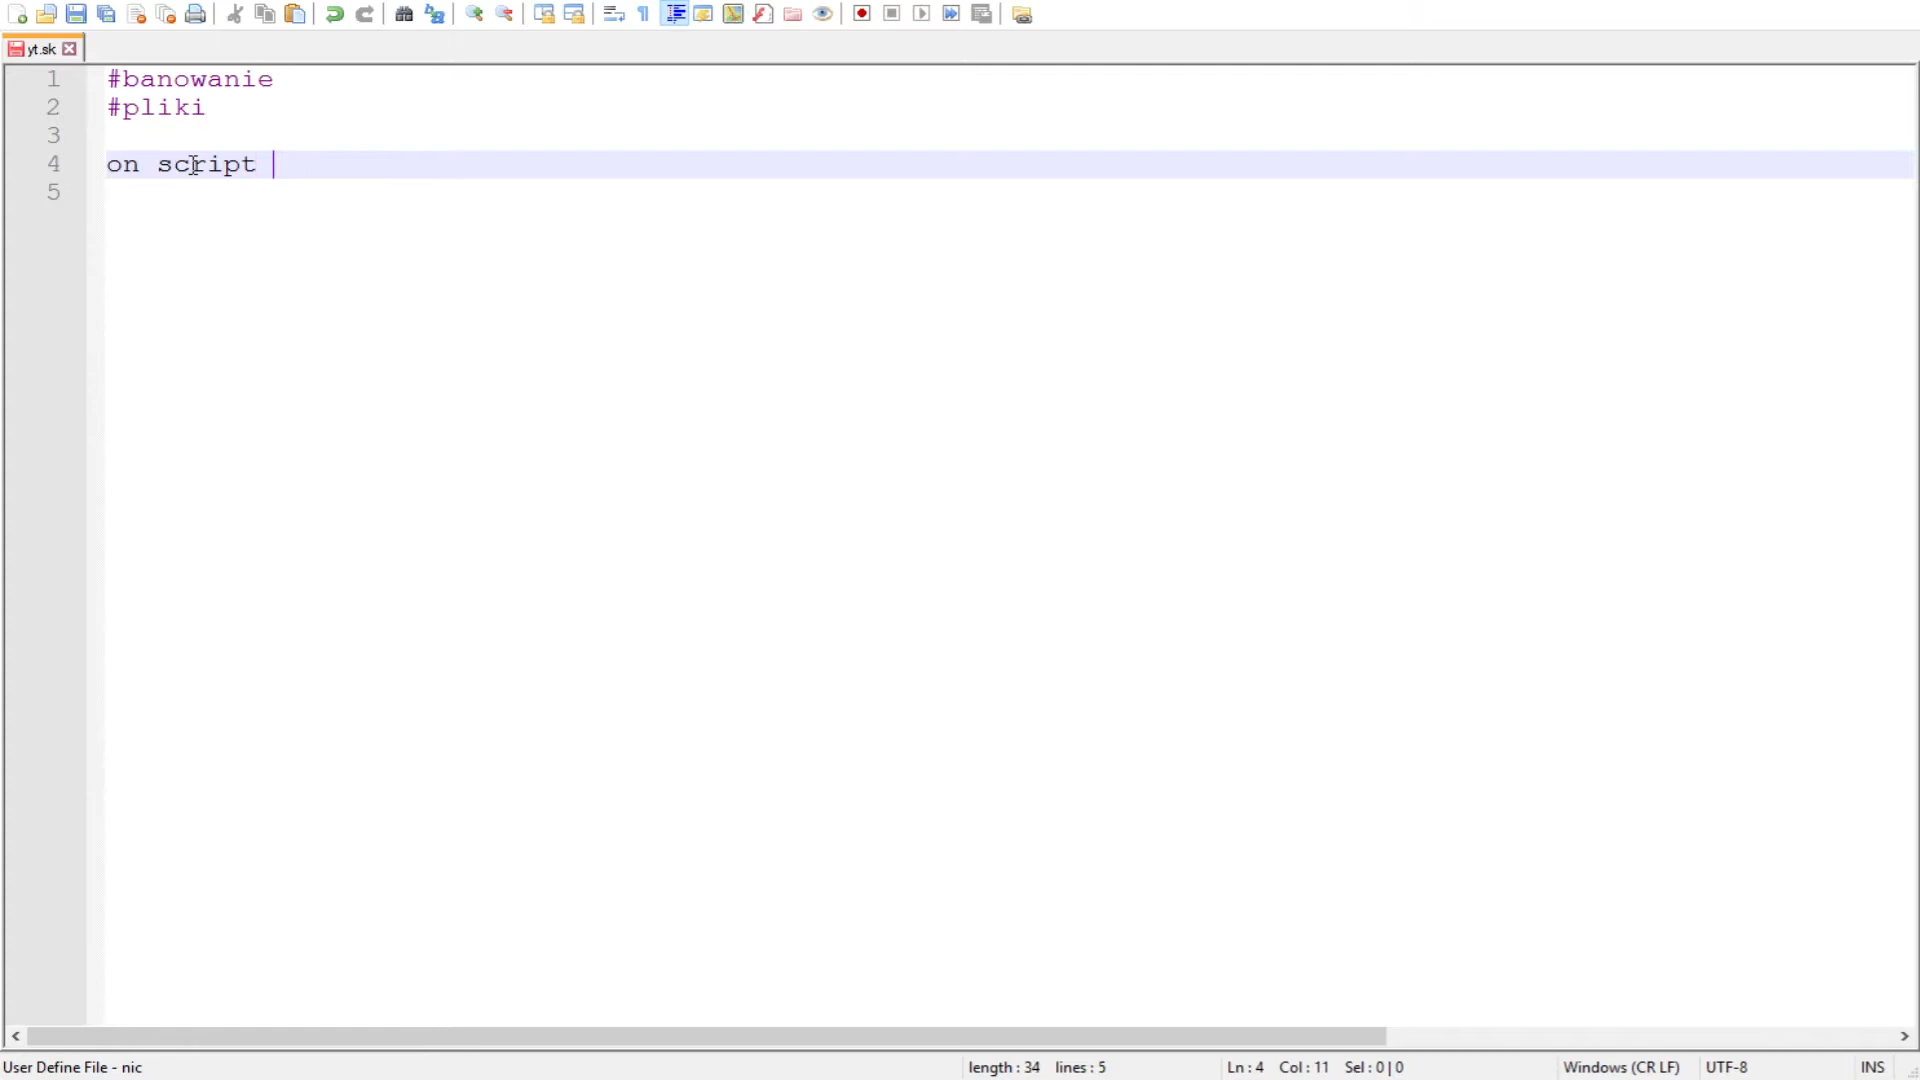 yt.sk
1 #banowanie
2 #pliki
3
4 on script
5
User Define File - nic length : 34 lines : 5 Ln : 4 Col : 11 Sel : 0 | 0 Windows (CR LF) UTF-8 INS